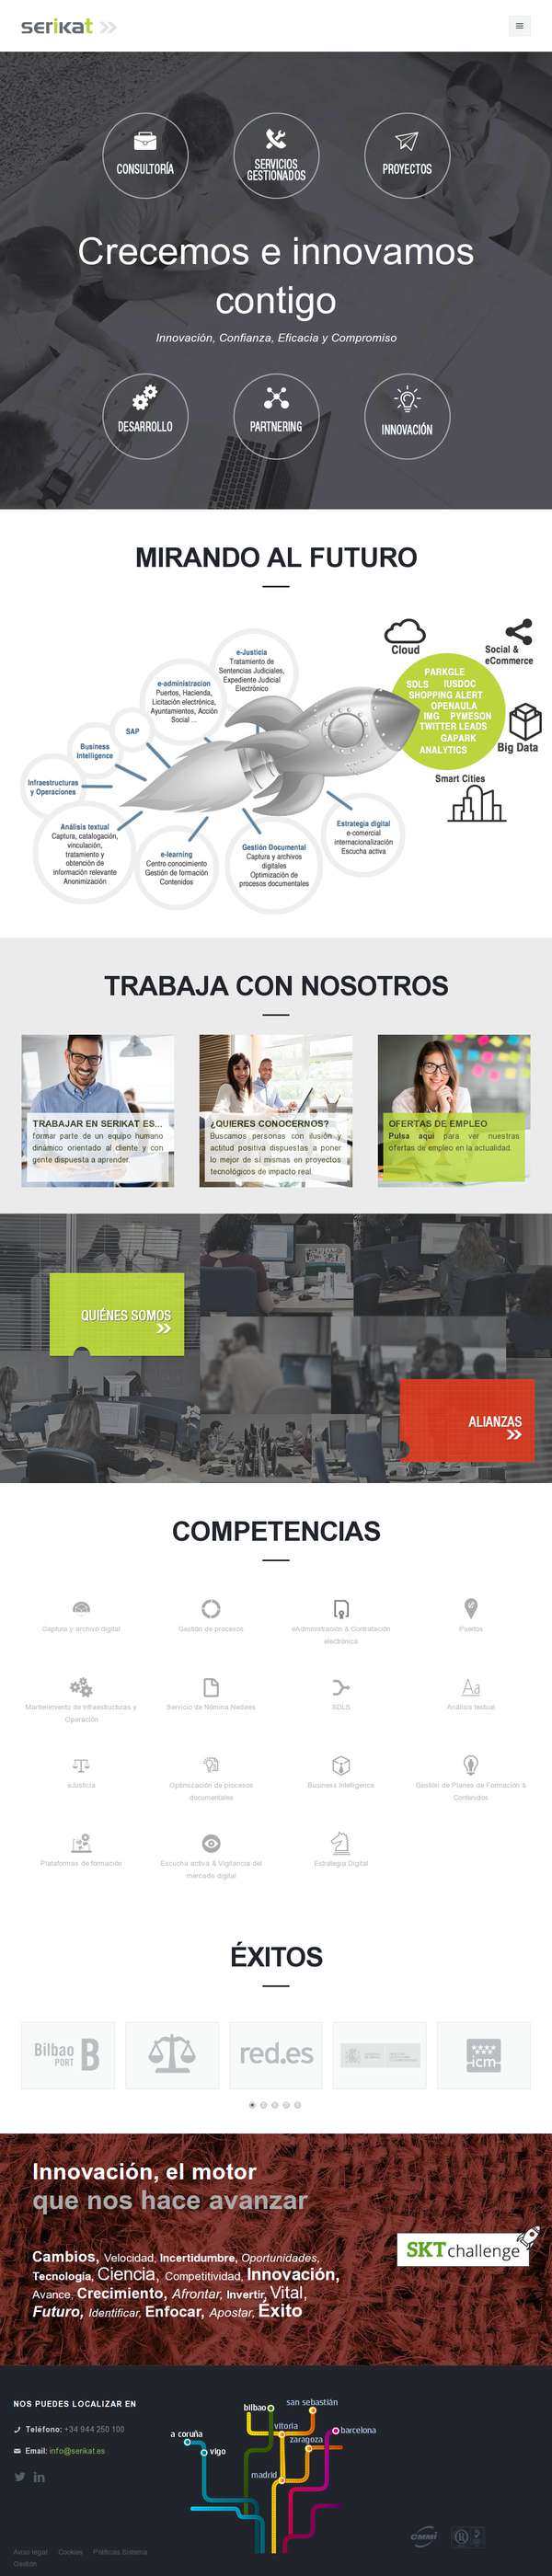 serikat
CONSULTORÍA
SERVICIOS
GESTIONADOS
PROYECTOS
Crecemos e innovamos
contigo
Innovación, Confianza, Eficacia y Compromiso
DESARROLLO
PARTNERING
INNOVACIÓN
MIRANDO AL FUTURO
e-Justicia
Tratamiento de
Sentencias Judiciales,
Expediente Judicial
Electrónico
e-administracion
Puertos, Hacienda,
Licitación electrónica,
Ayuntamientos, Acción
Social ...
SAP
Business
Intelligence
Infraestructuras
y Operaciones
Análisis textual
Captura, catalogación,
vinculación,
tratamiento y
obtención de
información relevante
Anonimización
e-learning
Centro conocimiento
Gestión de formación
Contenidos
Gestión Documental
Captura y archivos
digitales
Optimización de
procesos documentales
Estrategia digital
e-comercial
internacionalización
Escucha activa
Cloud
Social &
eCommerce
PARKGLE
SDLS IUSDOC
SHOPPING ALERT
OPENAULA
IMG PYMESON
TWITTER LEADS
GAPARK
ANALYTICS
Big Data
Smart Cities
TRABAJA CON NOSOTROS
TRABAJAR EN SERIKAT ES...
formar parte de un equipo humano
dinámico orientado al cliente y con
gente dispuesta a aprender.
¿QUIERES CONOCERNOS?
Buscamos personas con ilusión y
actitud positiva dispuestas a poner
lo mejor de sí mismas en proyectos
tecnológicos de impacto real.
OFERTAS DE EMPLEO
Pulsa aquí para ver nuestras
ofertas de empleo en la actualidad.
QUIÉNES SOMOS
ALIANZAS
COMPETENCIAS
Captura y archivo digital
Gestión de procesos
eAdministración & Contratación
electrónica
Puertos
Mantenimiento de Infraestructuras y
Operación
Servicio de Nómina Nedaes
SDLS
Análisis textual
eJusticia
Optimización de procesos
documentales
Business Intelligence
Gestión de Planes de Formación &
Contenidos
Plataformas de formación
Escucha activa & Vigilancia del
mercado digital
Estrategia Digital
ÉXITOS
Bilbao
PORT B
red.es
icm
Innovación, el motor
que nos hace avanzar
Cambios, Velocidad, Incertidumbre, Oportunidades,
Tecnología, Ciencia, Competitividad, Innovación,
Avance, Crecimiento, Afrontar, Invertir, Vital,
Futuro, Identificar, Enfocar, Apostar, Éxito
SKT challenge
NOS PUEDES LOCALIZAR EN
Teléfono: +34 944 250 100
Email: info@serikat.es
bilbao
san sebastián
a coruña
vitoria
barcelona
zaragoza
vigo
madrid
CMMI
Aviso legal Cookies Políticas Sistema
Gestión